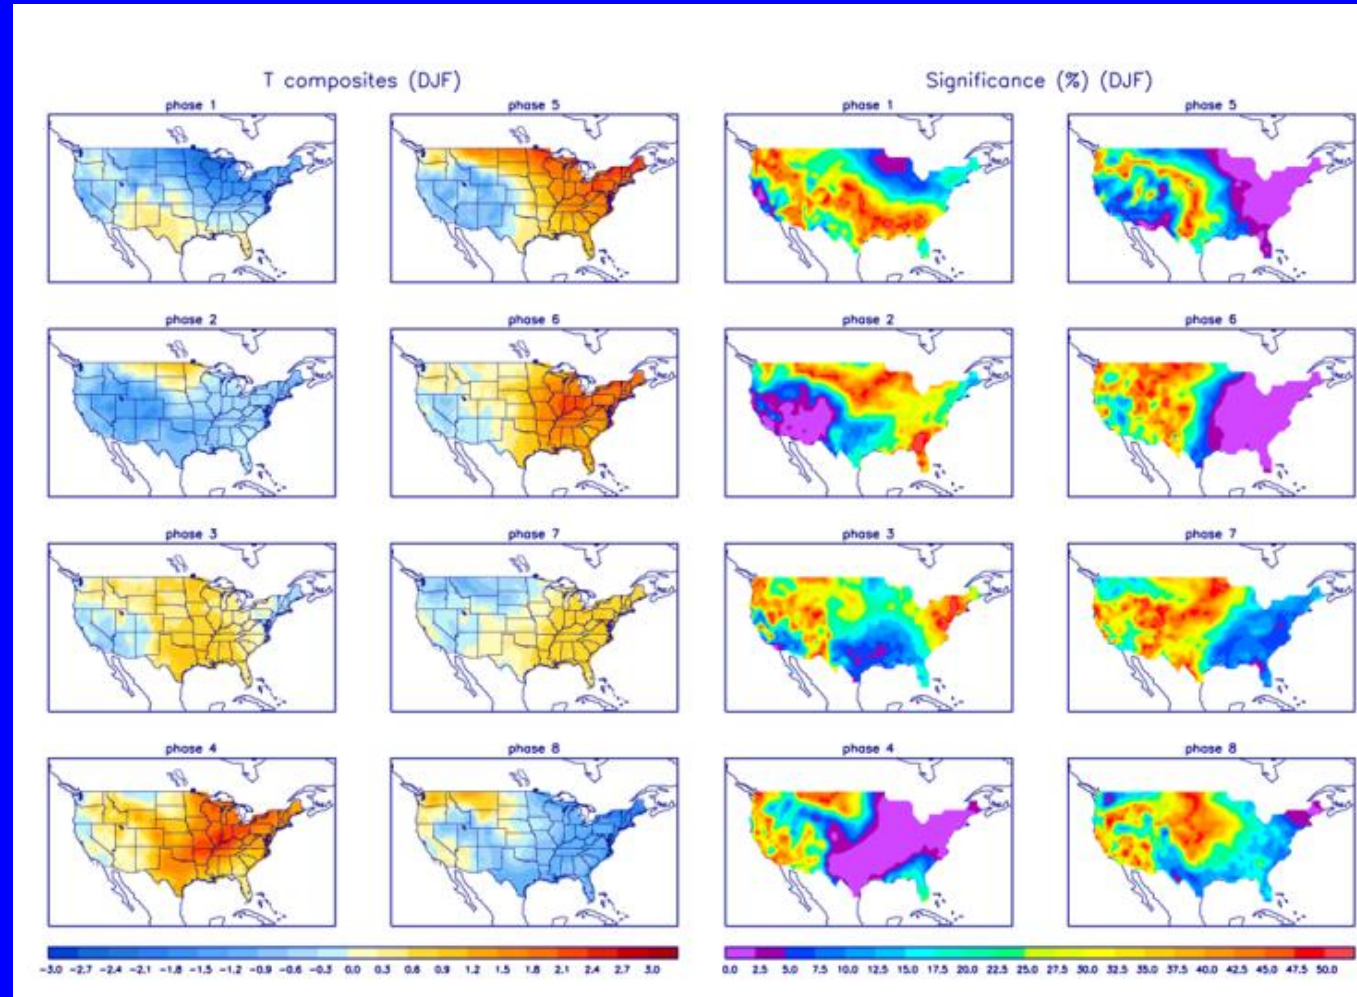 T composites (DJF) Significance (%) (DJF)
phase 1 phase 5 phase 1 phase 5
phase 2 phase 6 phase 2 phase 6
phase 3 phase 7 phase 3 phase 7
phase 4 phase 8 phase 4 phase 8
-3.0 -2.7 -2.4 -2.1 -1.8 -1.5 -1.2 -0.9 -0.6 -0.3 0.0 0.3 0.6 0.9 1.2 1.5 1.8 2.1 2.4 2.7 3.0 0.0 2.5 5.0 7.5 10.0 12.5 15.0 17.5 20.0 22.5 25.0 27.5 30.0 32.5 35.0 37.5 40.0 42.5 45.0 47.5 50.0